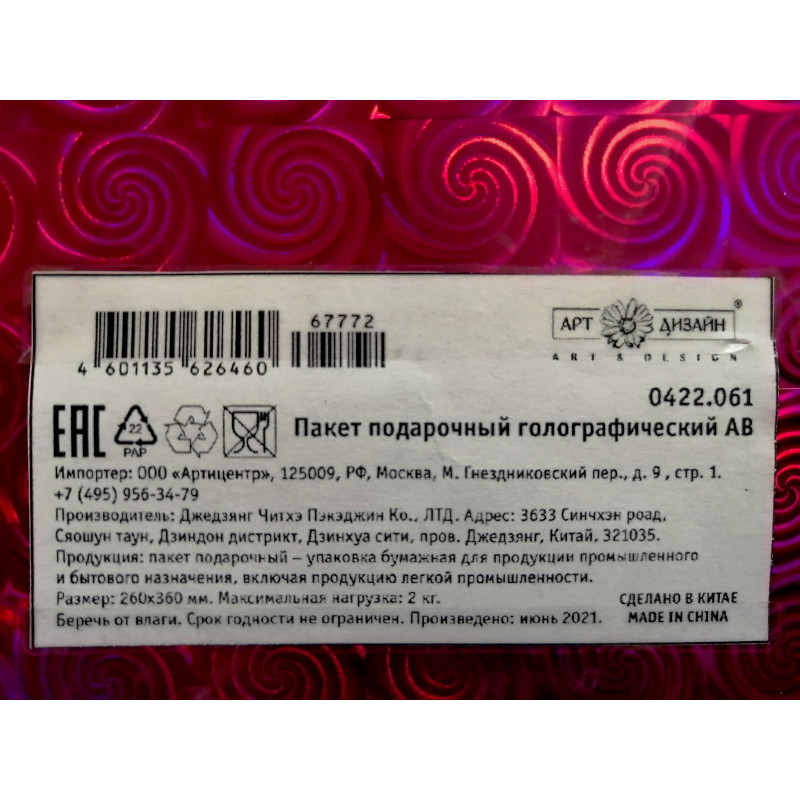 67772
4 601135 626460
АРТ ДИЗАЙН®
ART & DESIGN
0422.061
EAC 22 PAP Пакет подарочный голографический АВ
Импортер: ООО «Артицентр», 125009, РФ, Москва, М. Гнездниковский пер., д. 9 , стр. 1.
+7 (495) 956-34-79
Производитель: Джедзянг Читхэ Пэкэджин Ко., ЛТД. Адрес: 3633 Синчхэн роад,
Сяошун таун, Дзиндон дистрикт, Дзинхуа сити, пров. Джедзянг, Китай, 321035.
Продукция: пакет подарочный – упаковка бумажная для продукции промышленного
и бытового назначения, включая продукцию легкой промышленности.
Размер: 260х360 мм. Максимальная нагрузка: 2 кг.
СДЕЛАНО В КИТАЕ
Беречь от влаги. Срок годности не ограничен. Произведено: июнь 2021.
MADE IN CHINA